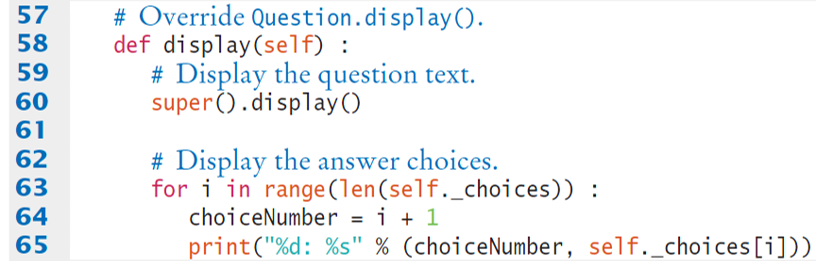 57 # Override Question.display().
58 def display(self) :
59 # Display the question text.
60 super().display()
61
62 # Display the answer choices.
63 for i in range(len(self._choices)) :
64 choiceNumber = i + 1
65 print("%d: %s" % (choiceNumber, self._choices[i]))